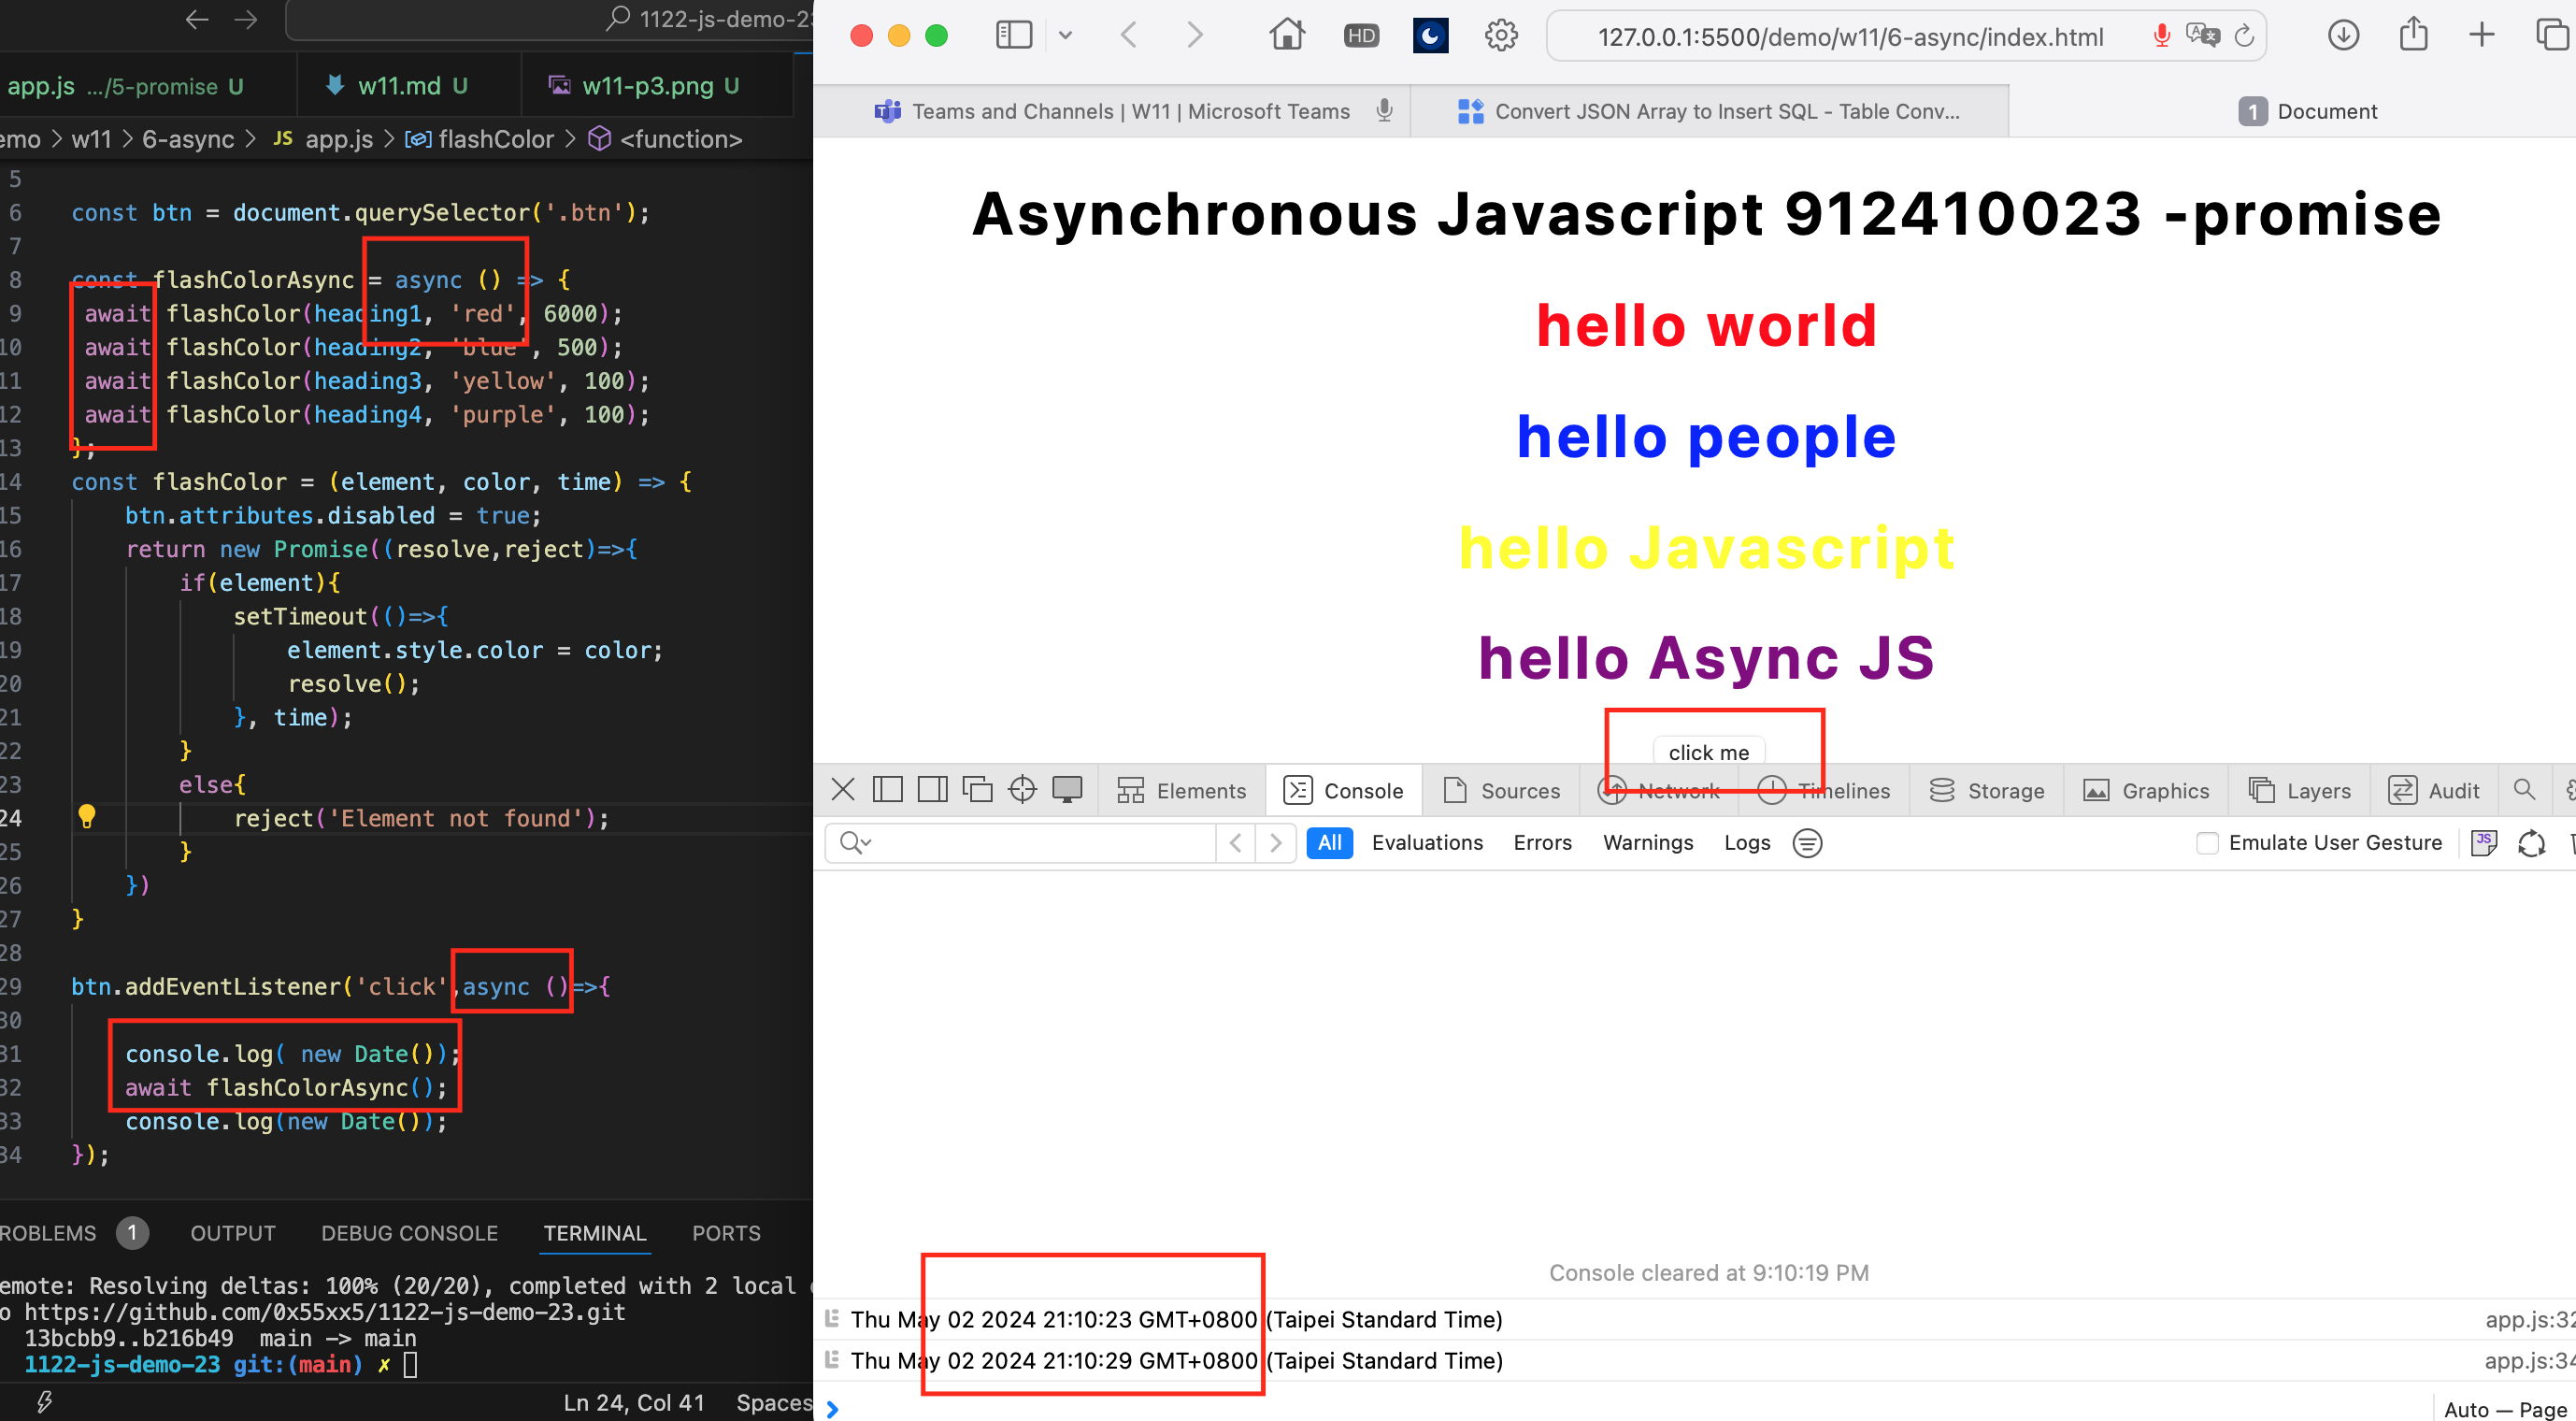 1122-js-demo-23
app.js .../5-promise U
w11.md U
w11-p3.png U
emo > w11 > 6-async > JS app.js > flashColor > <function>
5
6 const btn = document.querySelector('.btn');
7
8 const flashColorAsync = async () => {
9 await flashColor(heading1, 'red', 6000);
10 await flashColor(heading2, 'blue', 500);
11 await flashColor(heading3, 'yellow', 100);
12 await flashColor(heading4, 'purple', 100);
13 };
14 const flashColor = (element, color, time) => {
15 btn.attributes.disabled = true;
16 return new Promise((resolve,reject)=>{
17 if(element){
18 setTimeout(()=>{
19 element.style.color = color;
20 resolve();
21 }, time);
22 }
23 else{
24 reject('Element not found');
25 }
26 })
27 }
28
29 btn.addEventListener('click',async ()=>{
30
31 console.log( new Date());
32 await flashColorAsync();
33 console.log(new Date());
34 });
ROBLEMS 1 OUTPUT DEBUG CONSOLE TERMINAL PORTS
emote: Resolving deltas: 100% (20/20), completed with 2 local
o https://github.com/0x55xx5/1122-js-demo-23.git
13bcbb9..b216b49 main -> main
1122-js-demo-23 git:(main) ✗
Ln 24, Col 41 Spaces
HD
127.0.0.1:5500/demo/w11/6-async/index.html
Teams and Channels | W11 | Microsoft Teams
Convert JSON Array to Insert SQL - Table Conv...
1 Document
Asynchronous Javascript 912410023 -promise
hello world
hello people
hello Javascript
hello Async JS
click me
Elements Console Sources Network Timelines Storage Graphics Layers Audit
All Evaluations Errors Warnings Logs Emulate User Gesture JS
Console cleared at 9:10:19 PM
Thu May 02 2024 21:10:23 GMT+0800 (Taipei Standard Time) app.js:32
Thu May 02 2024 21:10:29 GMT+0800 (Taipei Standard Time) app.js:34
Auto — Page